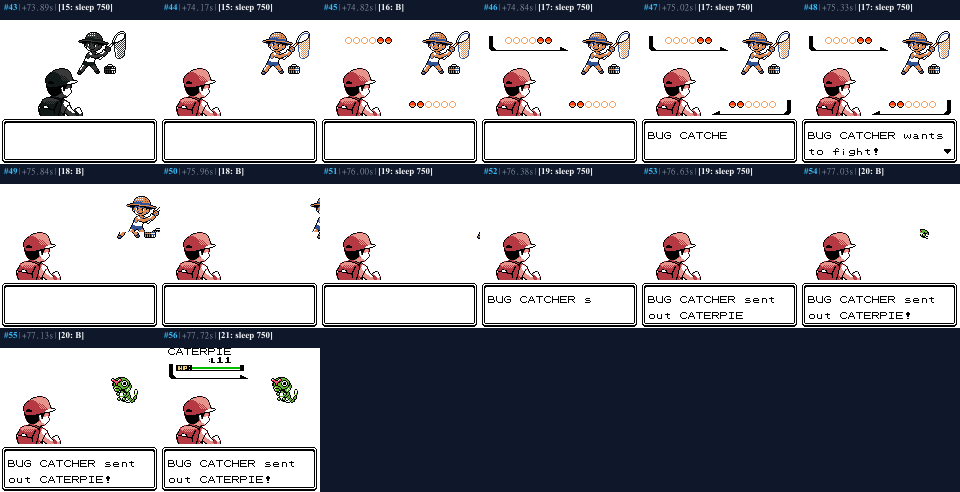 #43|+73.89s|[15: sleep 750]
#44|+74.17s|[15: sleep 750]
#45|+74.82s|[16: B]
#46|+74.84s|[17: sleep 750]
#47|+75.02s|[17: sleep 750]
#48|+75.33s|[17: sleep 750]
BUG CATCHE
BUG CATCHER wants
to fight!
#49|+75.84s|[18: B]
#50|+75.96s|[18: B]
#51|+76.00s|[19: sleep 750]
#52|+76.38s|[19: sleep 750]
#53|+76.63s|[19: sleep 750]
#54|+77.03s|[20: B]
BUG CATCHER s
BUG CATCHER sent
out CATERPIE
BUG CATCHER sent
out CATERPIE!
#55|+77.13s|[20: B]
#56|+77.72s|[21: sleep 750]
CATERPIE
:L11
HP:
BUG CATCHER sent
out CATERPIE!
BUG CATCHER sent
out CATERPIE!